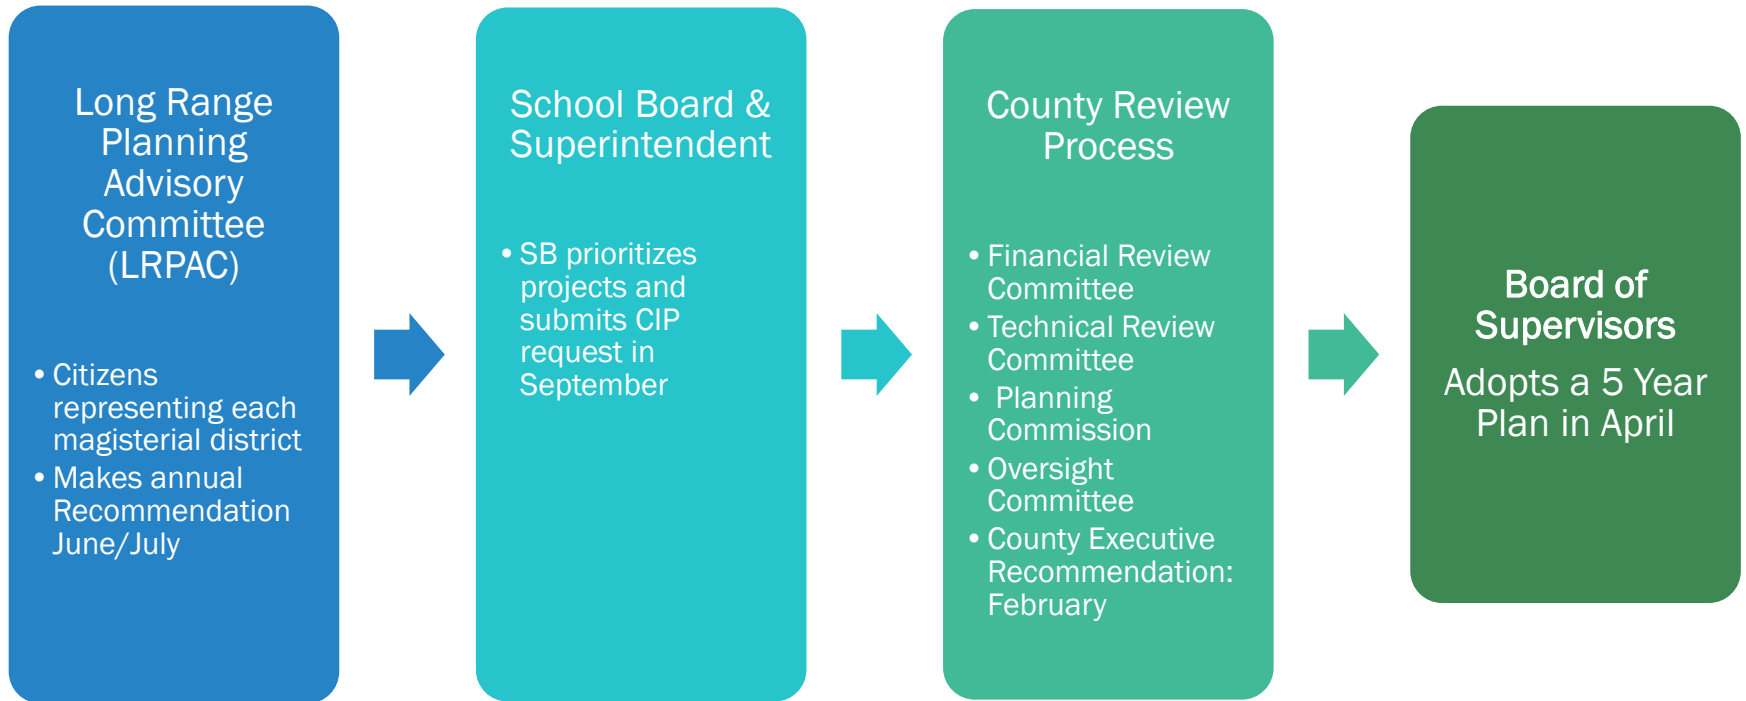 Long Range
Planning
Advisory
Committee
(LRPAC)
• Citizens
representing each
magisterial district
• Makes annual
Recommendation
June/July
School Board &
Superintendent
• SB prioritizes
projects and
submits CIP
request in
September
County Review
Process
• Financial Review
Committee
• Technical Review
Committee
• Planning
Commission
• Oversight
Committee
• County Executive
Recommendation:
February
Board of
Supervisors
Adopts a 5 Year
Plan in April